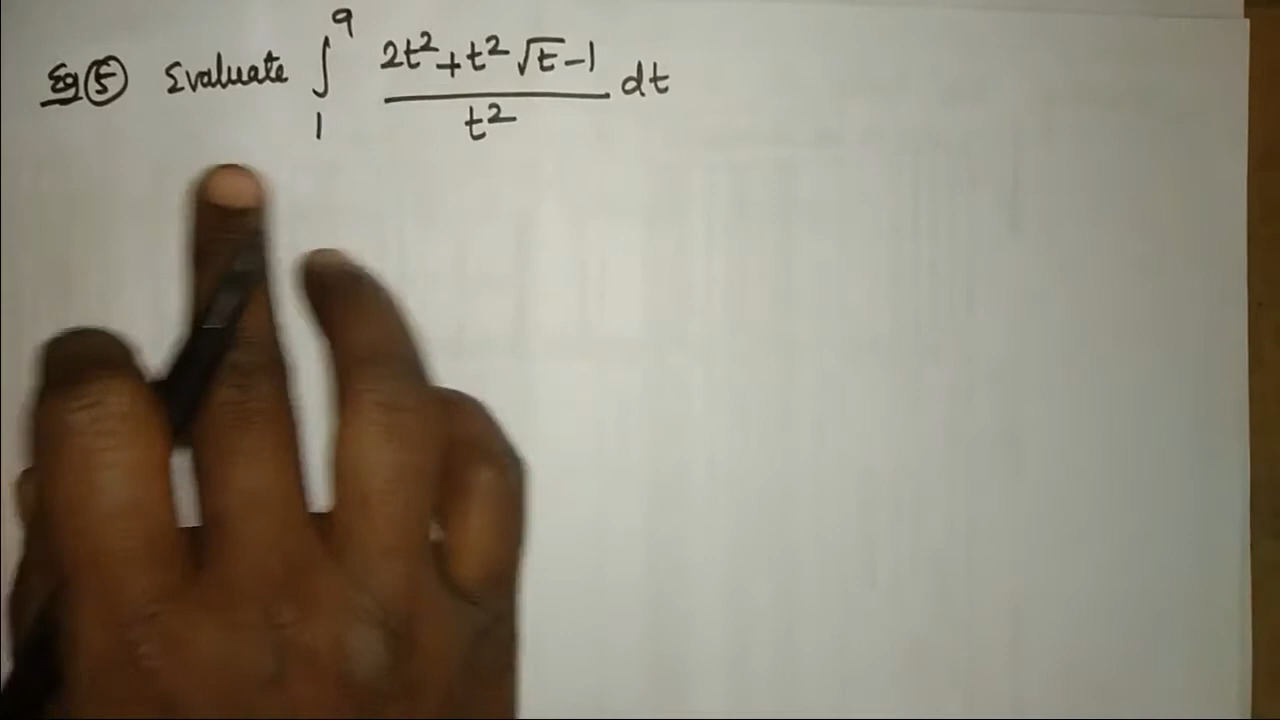 Eg ⑤ Evaluate ∫₁⁹ (2t² + t² √t - 1) / t² dt